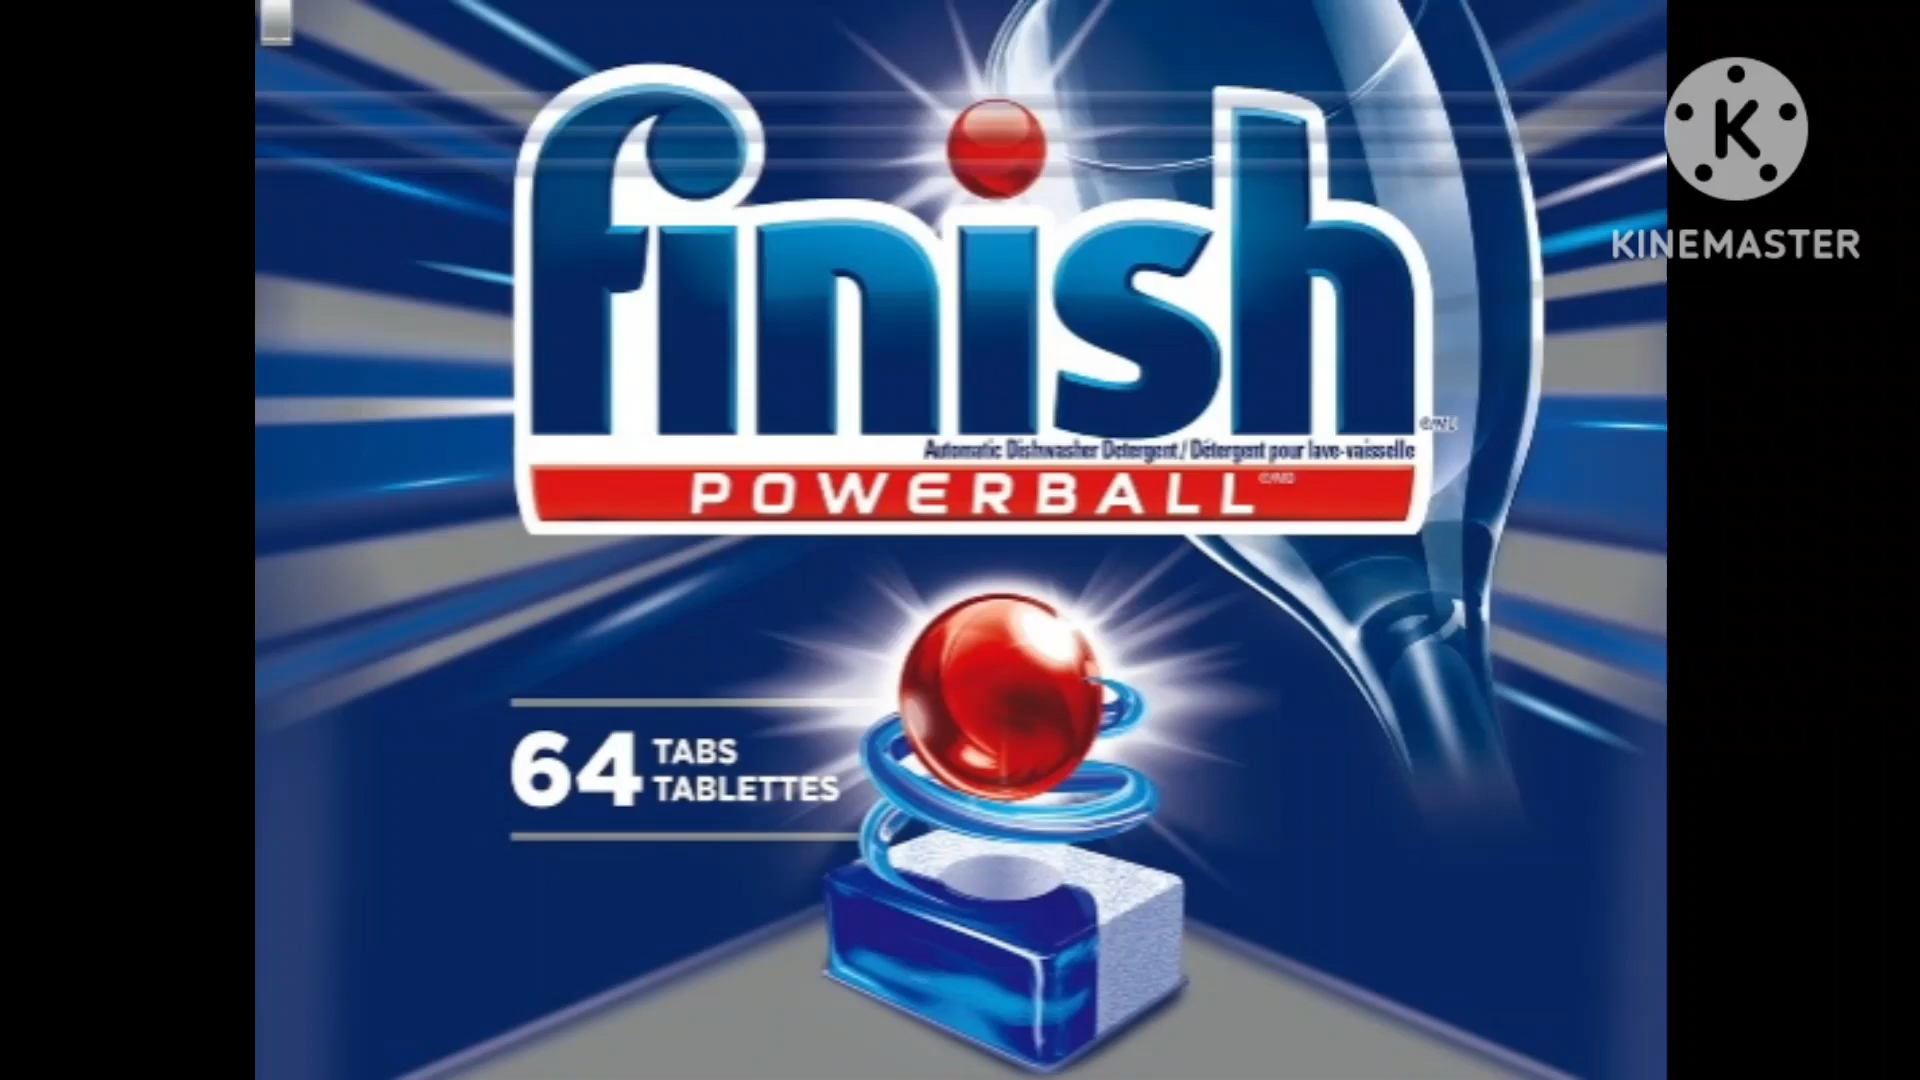 finish
Automatic Dishwasher Detergent / Détergent pour lave-vaisselle
POWERBALL
64 TABS
TABLETTES
K
KINEMASTER